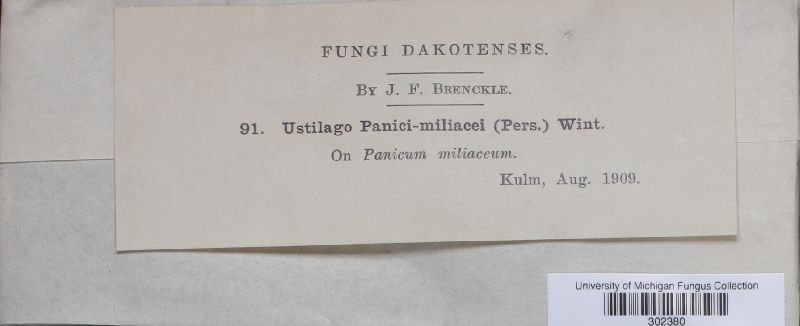 FUNGI DAKOTENSES.
BY J. F. BRENCKLE.
91. Ustilago Panici-miliacei (Pers.) Wint.
On Panicum miliaceum.
Kulm, Aug. 1909.
University of Michigan Fungus Collection
302380